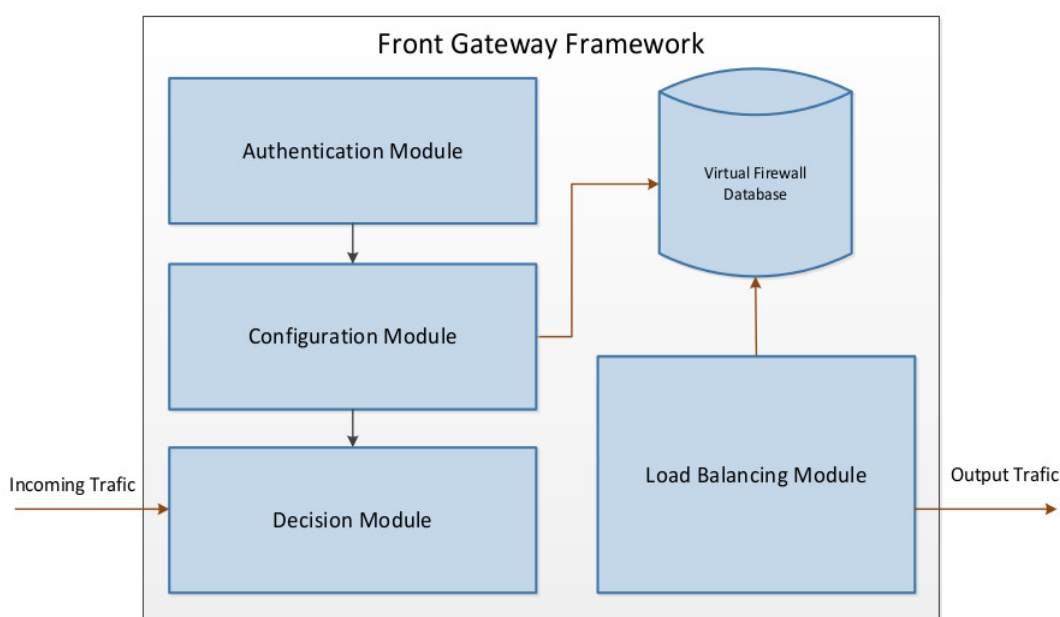 Front Gateway Framework
Authentication Module
Virtual Firewall
Database
Configuration Module
Load Balancing Module
Incoming Trafic
Output Trafic
Decision Module